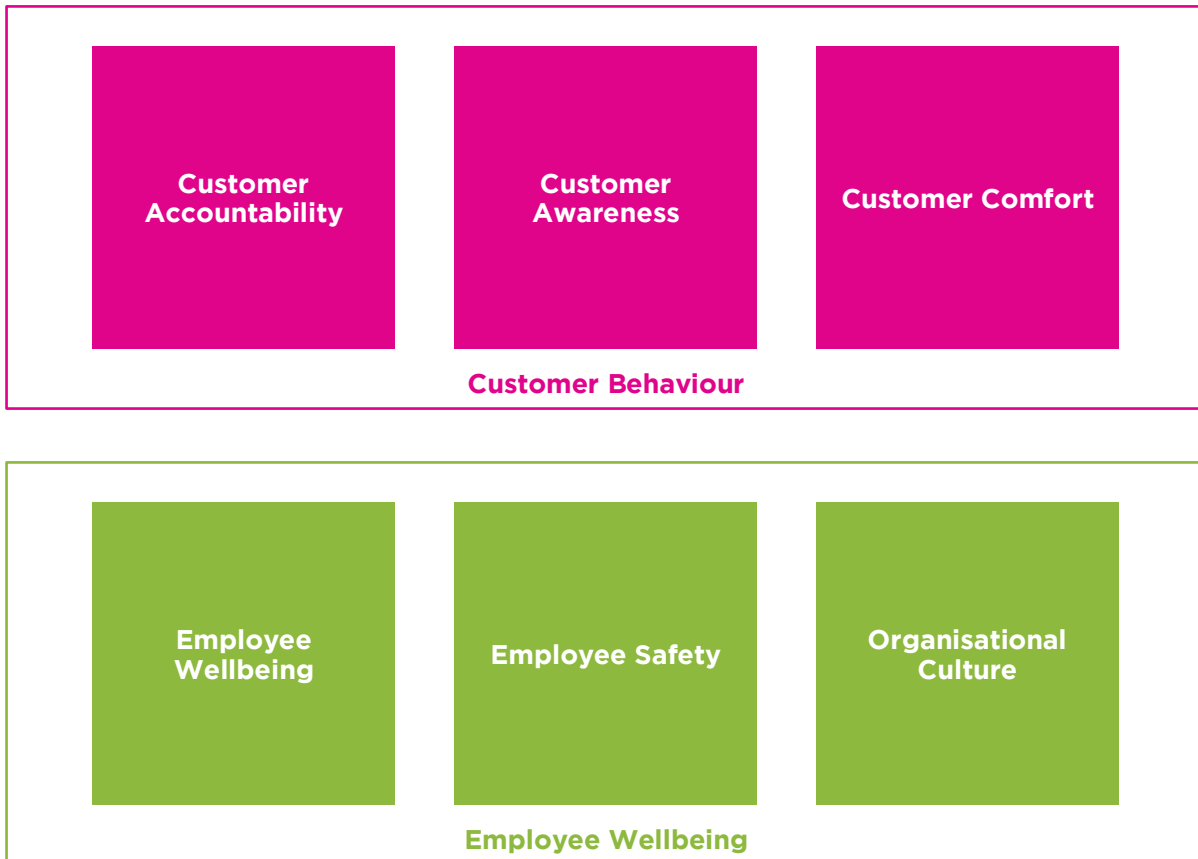 Customer
Accountability
Customer
Awareness
Customer Comfort
Customer Behaviour
Employee
Wellbeing
Employee Safety
Organisational
Culture
Employee Wellbeing